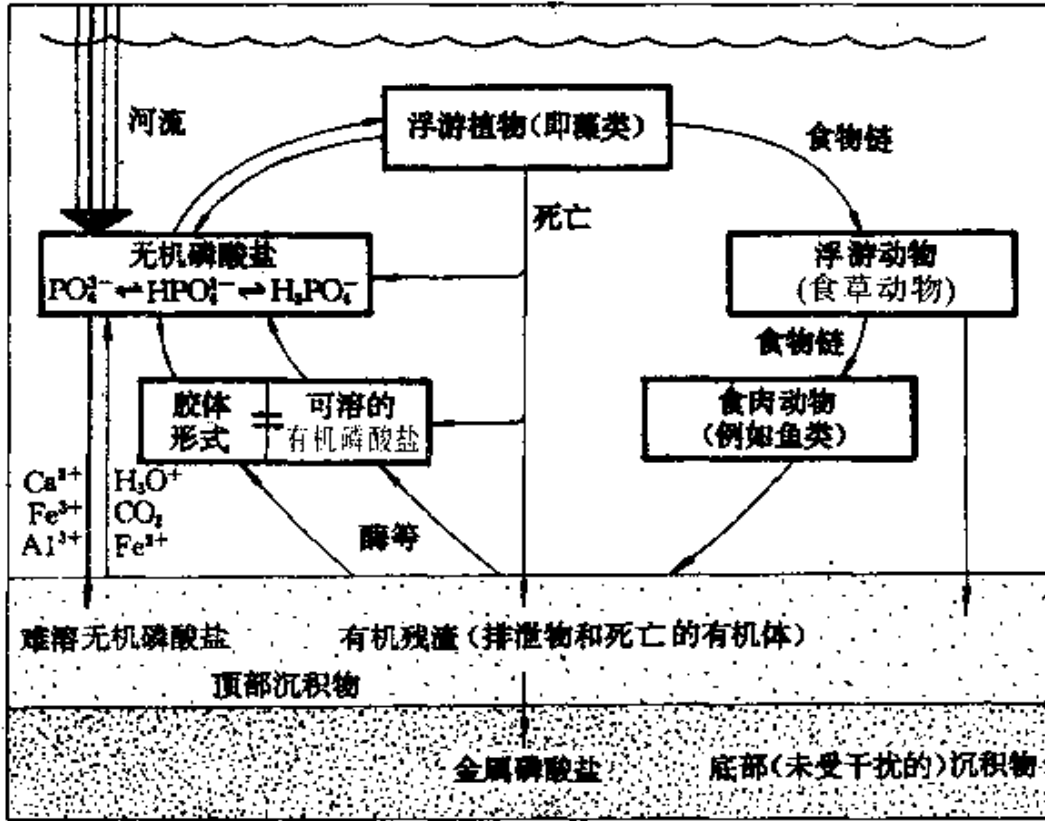 河流
浮游植物(即藻类)
食物链
死亡
无机磷酸盐
PO₄³⁻ ⇌ HPO₄²⁻ ⇌ H₂PO₄⁻
浮游动物
(食草动物)
食物链
胶体
形式
可溶的
有机磷酸盐
食肉动物
(例如鱼类)
Ca²⁺
Fe³⁺
Al³⁺
H₃O⁺
CO₂
Fe²⁺
酶等
难溶无机磷酸盐
有机残渣(排泄物和死亡的有机体)
顶部沉积物
金属磷酸盐
底部(未受干扰的)沉积物